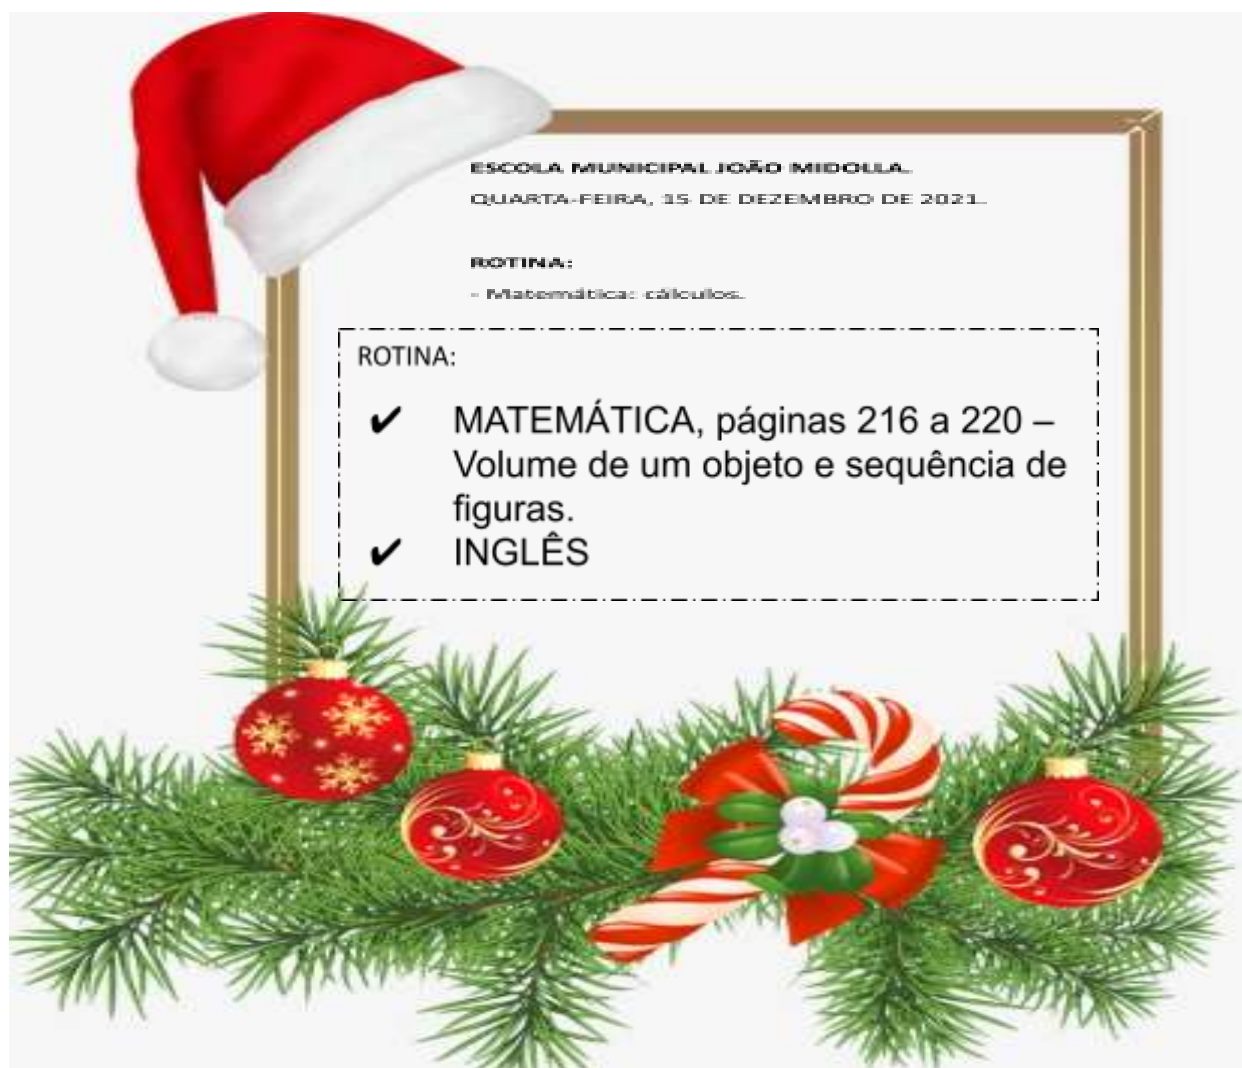 ESCOLA MUNICIPAL JOÃO MIDOLLA.
QUARTA-FEIRA, 15 DE DEZEMBRO DE 2021.
ROTINA:
- Matemática: cálculos.
ROTINA:
✔ MATEMÁTICA, páginas 216 a 220 –
Volume de um objeto e sequência de
figuras.
✔ INGLÊS